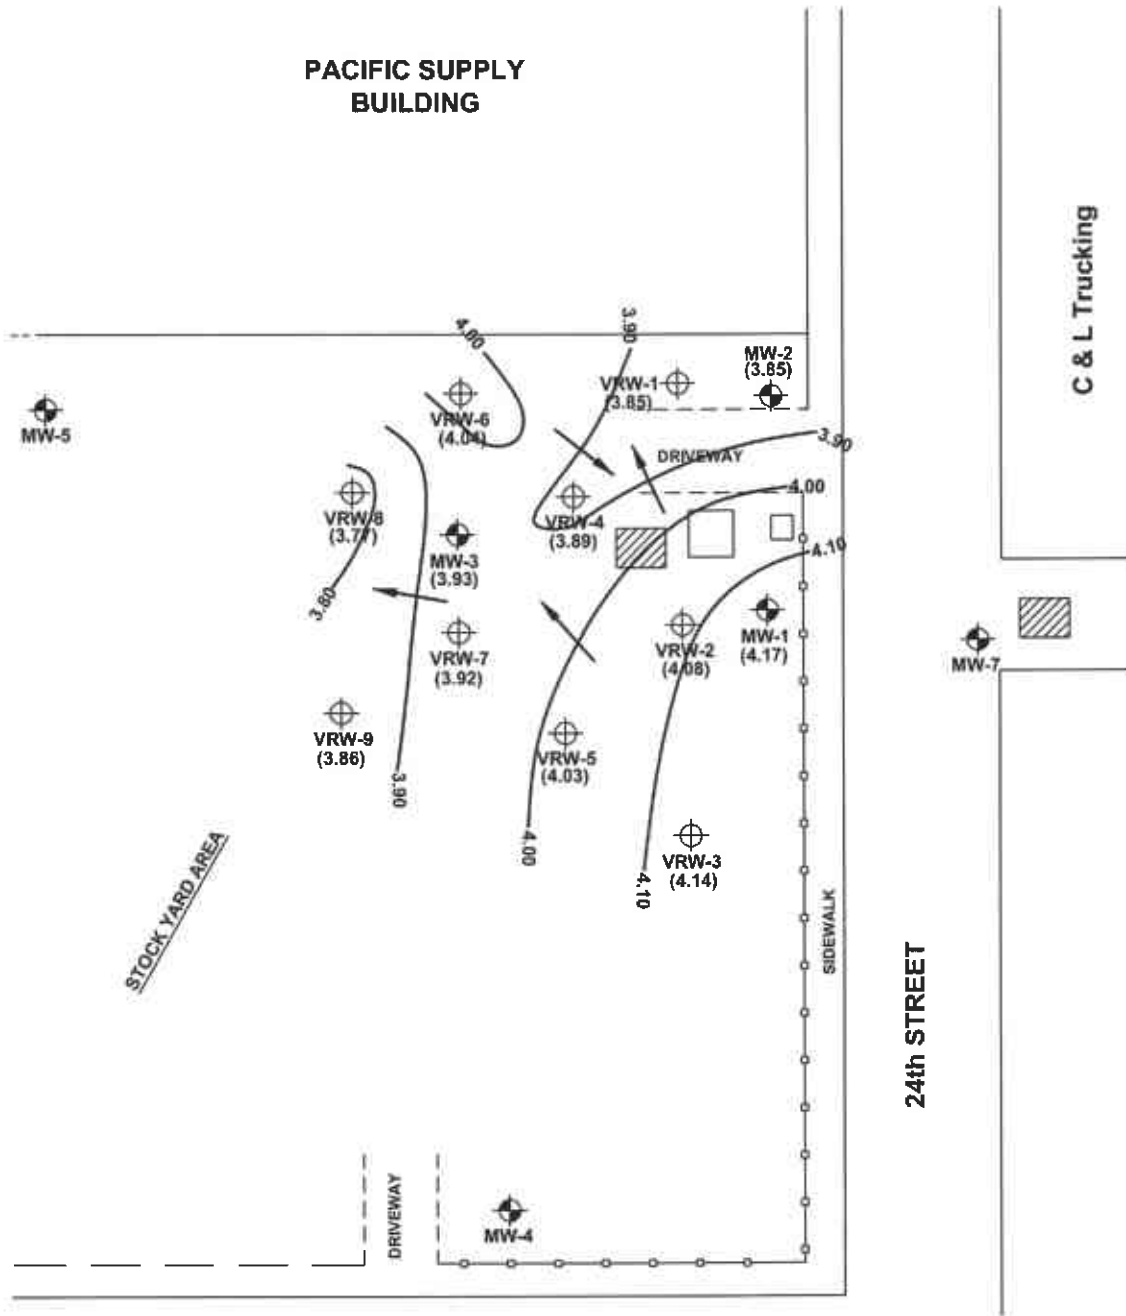 PACIFIC SUPPLY
BUILDING
C & L Trucking
4.00
3.90
MW-2
(3.85)
VRW-1
(3.85)
MW-5
VRW-6
(4.04)
3.90
DRIVEWAY
4.00
VRW-8
(3.77)
VRW-4
(3.89)
MW-3
(3.93)
4.10
3.80
VRW-7
(3.92)
VRW-2
(4.08)
MW-1
(4.17)
MW-7
VRW-9
(3.86)
VRW-5
(4.03)
3.90
4.00
VRW-3
(4.14)
4.10
STOCK YARD AREA
SIDEWALK
24th STREET
DRIVEWAY
MW-4